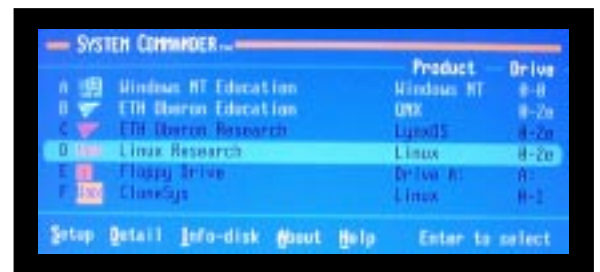 SYSTEM COMMANDER
Product Drive
A Windows NT Education Windows NT 0-0
B ETH Oberon Education QNX 0-2e
C ETH Oberon Research LynxOS 0-2e
D Linux Research Linux 0-2e
E Floppy Drive Drive A: A:
F CloneSys Linux 0-1
Setup Detail Info-disk About Help Enter to select